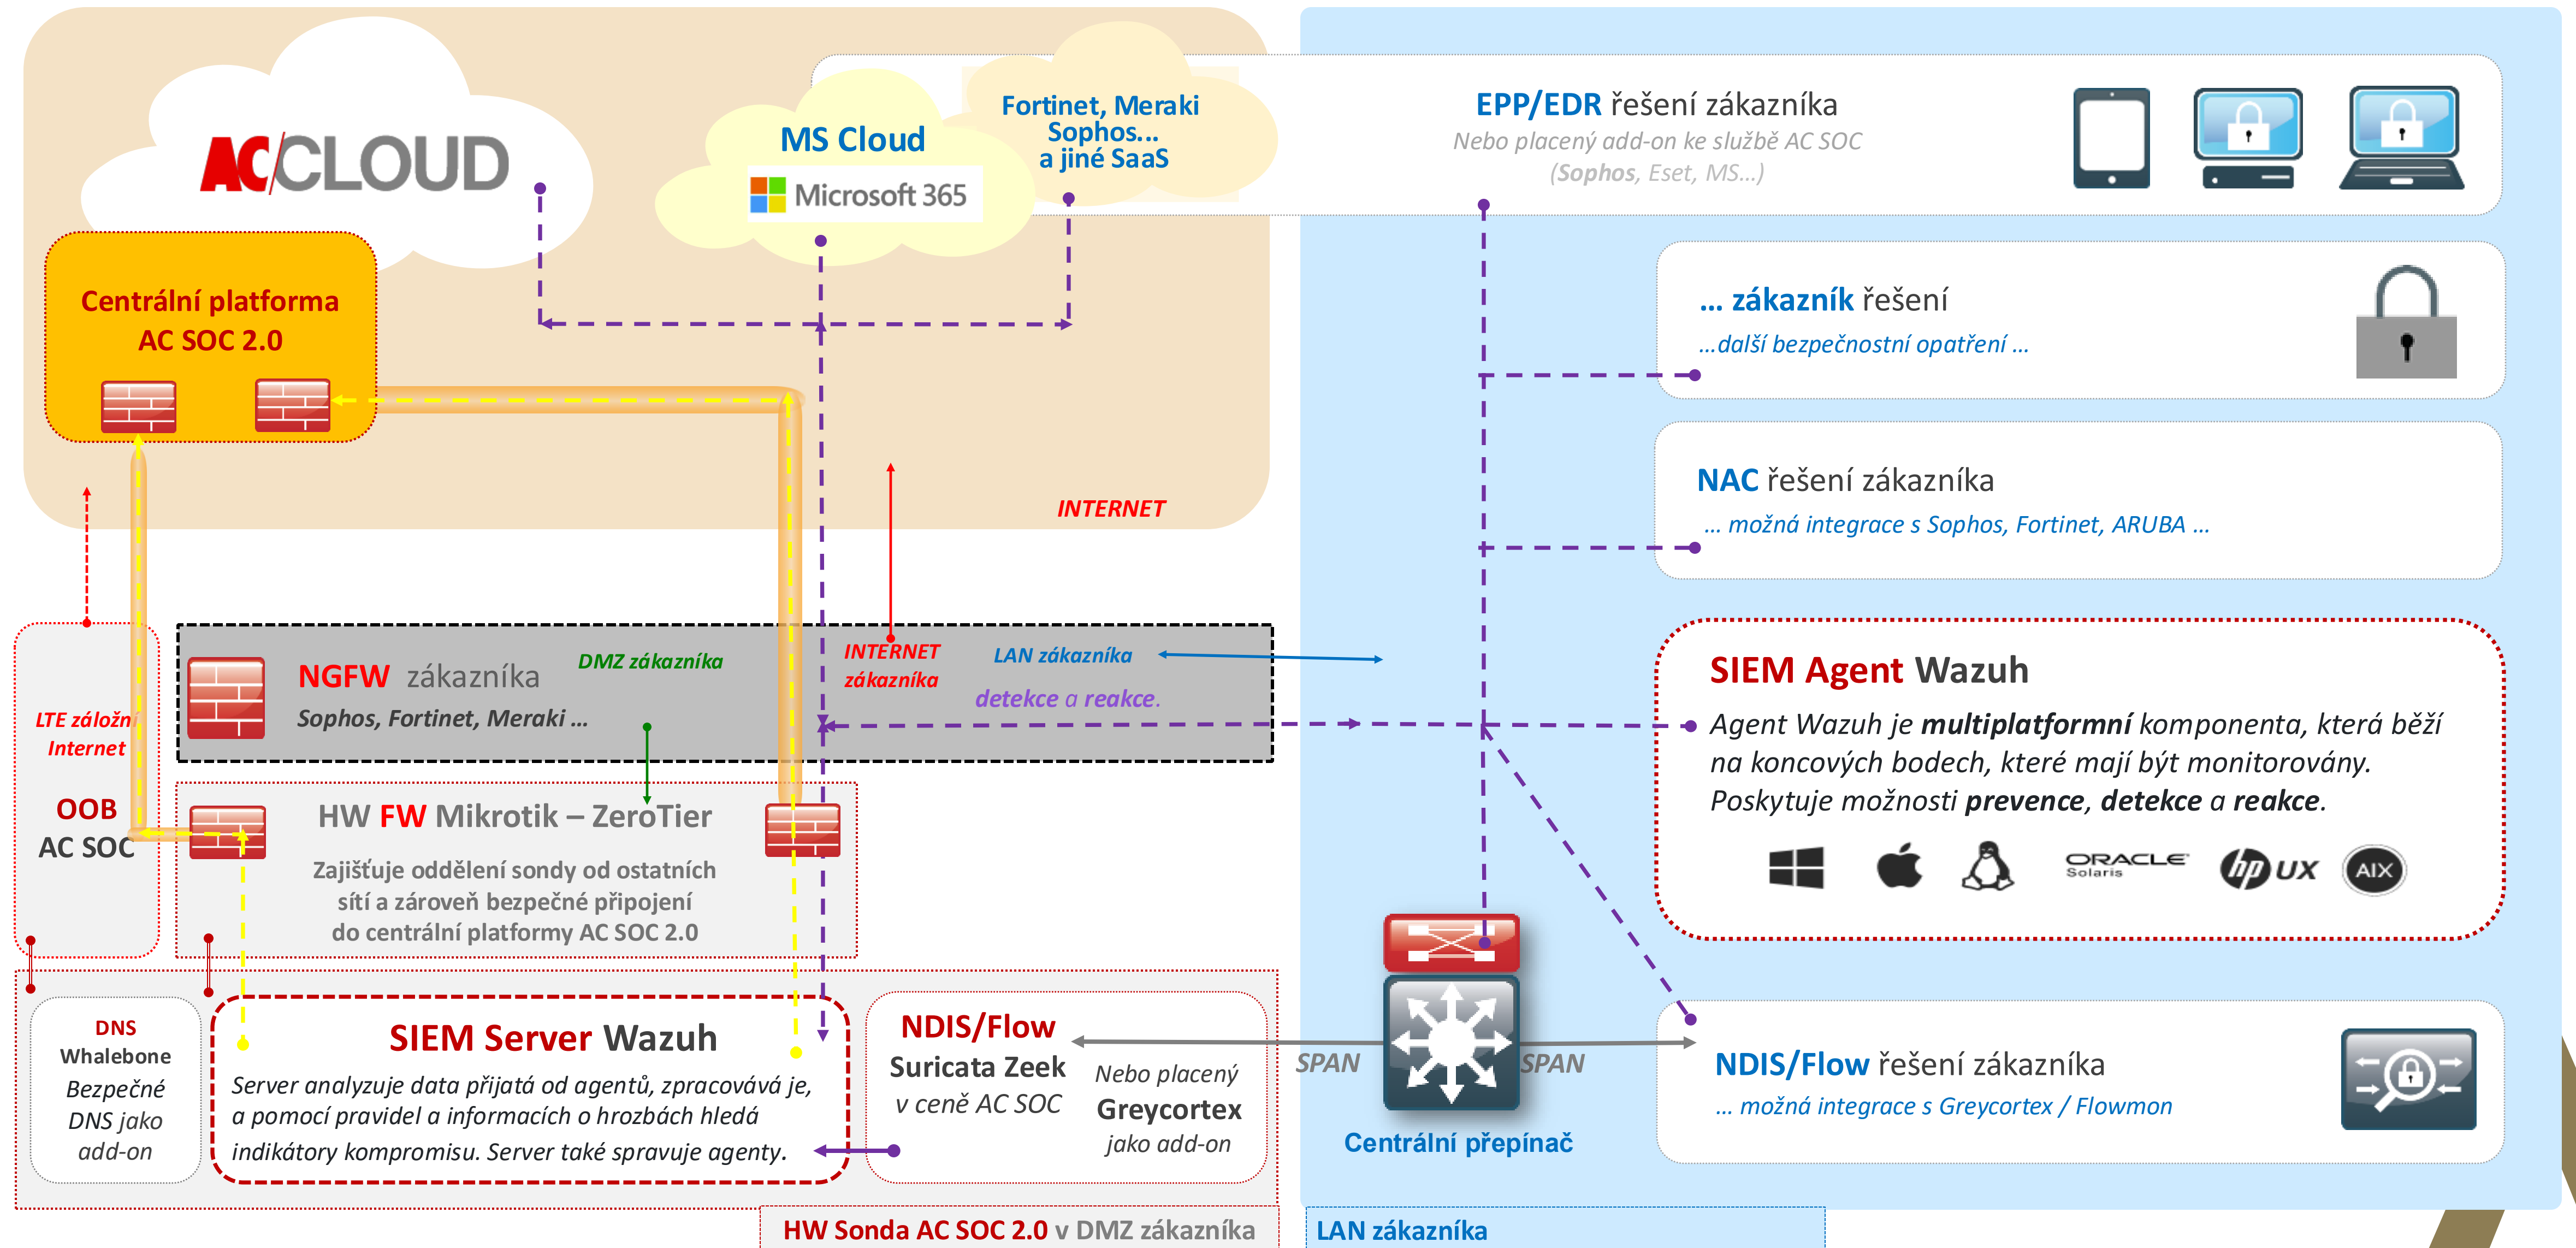 AC/CLOUD
MS Cloud
Microsoft 365
Fortinet, Meraki
Sophos...
a jiné SaaS
EPP/EDR řešení zákazníka
Nebo placený add-on ke službě AC SOC
(Sophos, Eset, MS...)
Centrální platforma
AC SOC 2.0
... zákazník řešení
...další bezpečnostní opatření ...
NAC řešení zákazníka
... možná integrace s Sophos, Fortinet, ARUBA ...
INTERNET
LTE záložní
Internet
OOB
AC SOC
NGFW zákazníka
Sophos, Fortinet, Meraki ...
DMZ zákazníka
INTERNET
zákazníka
LAN zákazníka
detekce a reakce.
SIEM Agent Wazuh
Agent Wazuh je multiplatformní komponenta, která běží
na koncových bodech, které mají být monitorovány.
Poskytuje možnosti prevence, detekce a reakce.
ORACLE
Solaris
hp UX
AIX
HW FW Mikrotik – ZeroTier
Zajišťuje oddělení sondy od ostatních
sítí a zároveň bezpečné připojení
do centrální platformy AC SOC 2.0
DNS
Whalebone
Bezpečné
DNS jako
add-on
SIEM Server Wazuh
Server analyzuje data přijatá od agentů, zpracovává je,
a pomocí pravidel a informacích o hrozbách hledá
indikátory kompromisu. Server také spravuje agenty.
NDIS/Flow
Suricata Zeek
v ceně AC SOC
Nebo placený
Greycortex
jako add-on
SPAN
SPAN
Centrální přepínač
NDIS/Flow řešení zákazníka
... možná integrace s Greycortex / Flowmon
HW Sonda AC SOC 2.0 v DMZ zákazníka
LAN zákazníka